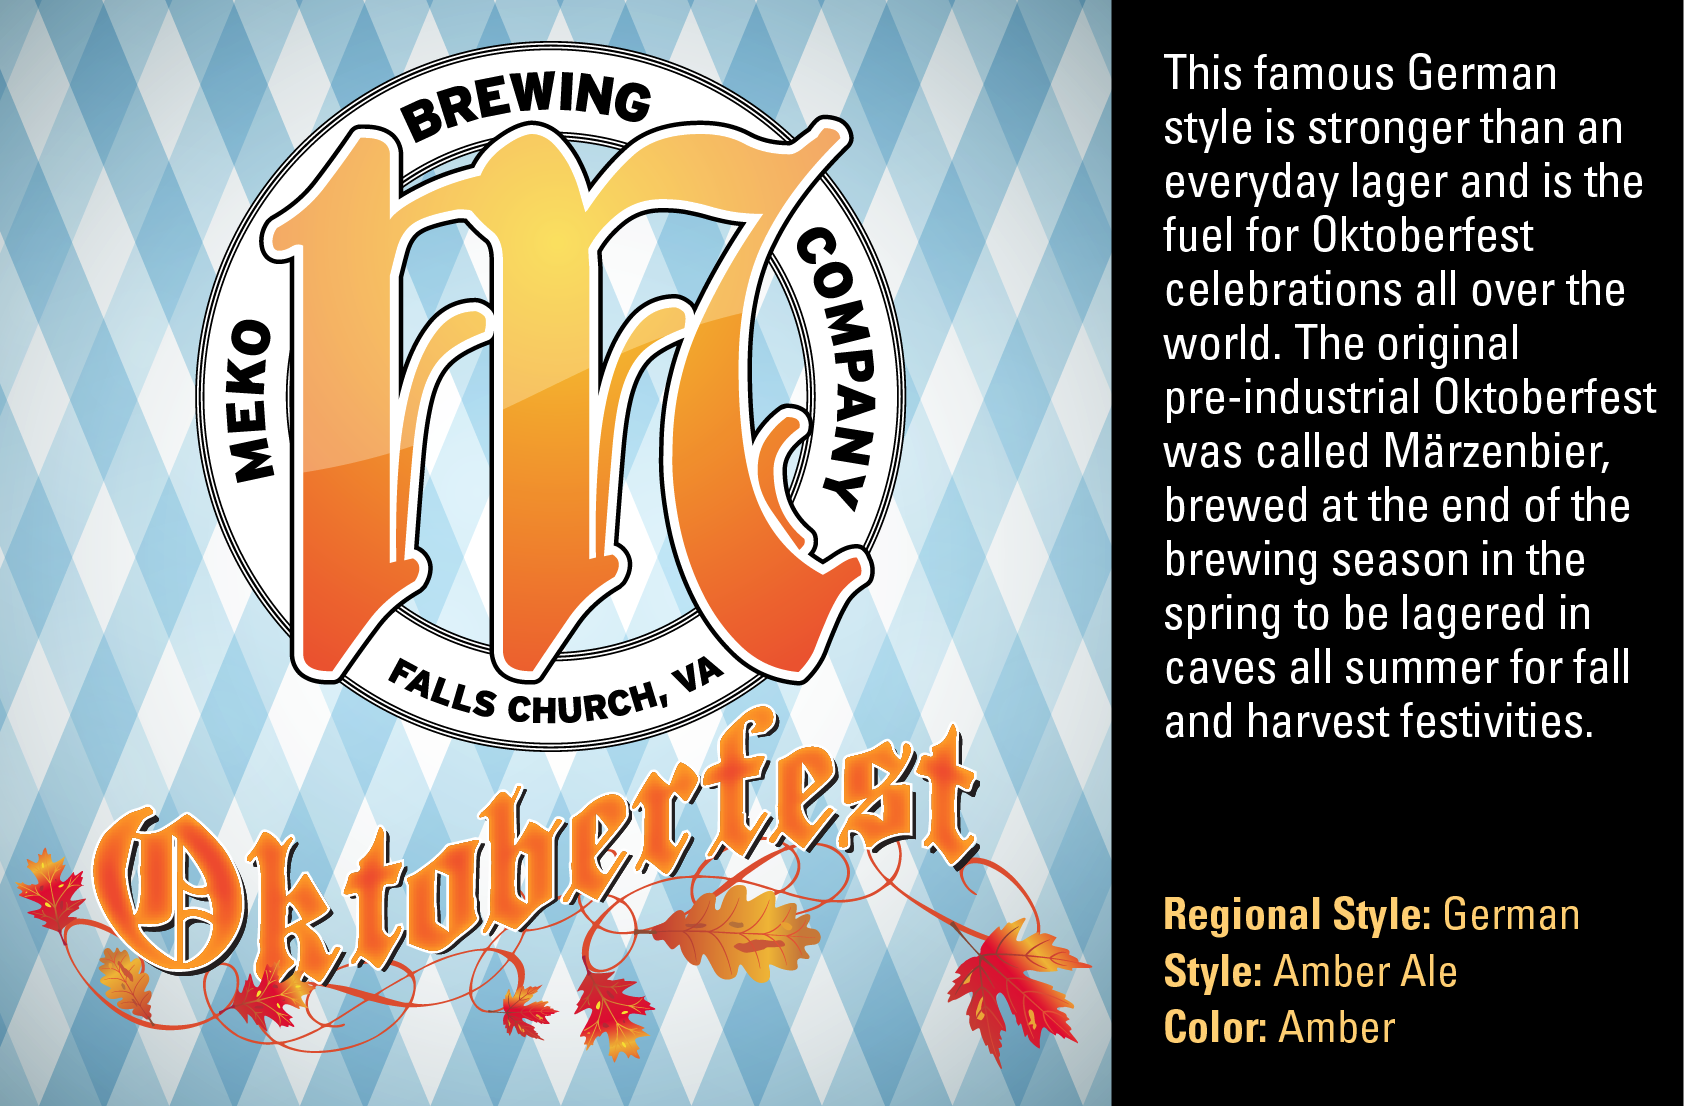 MEKO BREWING COMPANY
FALLS CHURCH, VA
Oktoberfest
This famous German
style is stronger than an
everyday lager and is the
fuel for Oktoberfest
celebrations all over the
world. The original
pre-industrial Oktoberfest
was called Märzenbier,
brewed at the end of the
brewing season in the
spring to be lagered in
caves all summer for fall
and harvest festivities.
Regional Style: German
Style: Amber Ale
Color: Amber